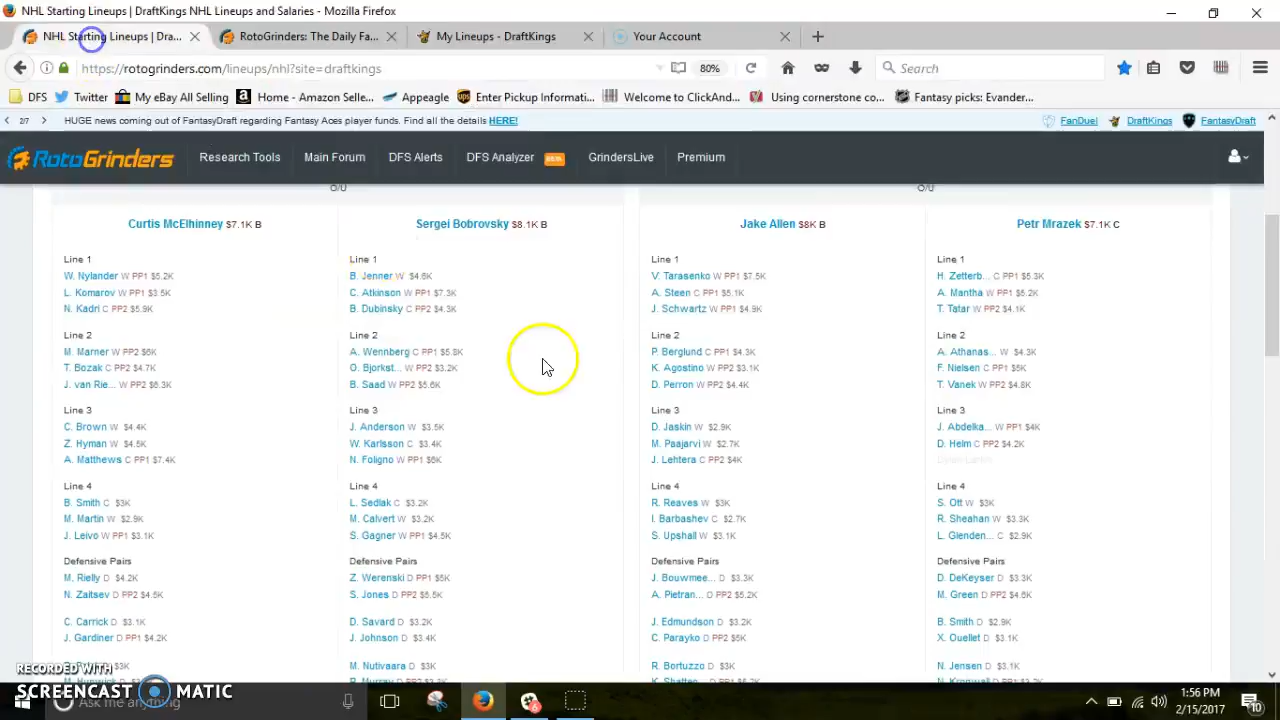 NHL Starting Lineups | DraftKings NHL Lineups and Salaries - Mozilla Firefox
NHL Starting Lineups | Dra...
RotoGrinders: The Daily Fa...
My Lineups - DraftKings
Your Account
https://rotogrinders.com/lineups/nhl?site=draftkings
80%
Search
DFS
Twitter
My eBay All Selling
Home - Amazon Selle...
Appeagle
Enter Pickup Informati...
Welcome to ClickAnd...
Using cornerstone co...
Fantasy picks: Evander...
2/7
HUGE news coming out of FantasyDraft regarding Fantasy Aces player funds. Find all the details HERE!
FanDuel
DraftKings
FantasyDraft
RotoGrinders
Research Tools
Main Forum
DFS Alerts
DFS Analyzer
GrindersLive
Premium
O/U
O/U
Curtis McElhinney $7.1K B
Line 1
W. Nylander W PP1 $5.2K
L. Komarov W PP1 $3.5K
N. Kadri C PP2 $5.9K
Line 2
M. Marner W PP2 $6K
T. Bozak C PP2 $4.7K
J. van Rie... W PP2 $6.3K
Line 3
C. Brown W $4.4K
Z. Hyman W $4.5K
A. Matthews C PP1 $7.4K
Line 4
B. Smith C $3K
M. Martin W $2.9K
J. Leivo W PP1 $3.1K
Defensive Pairs
M. Rielly D $4.2K
N. Zaitsev D PP2 $4.5K
C. Carrick D $3.1K
J. Gardiner D PP1 $4.2K
$3K
Sergei Bobrovsky $8.1K B
Line 1
B. Jenner W $4.6K
C. Atkinson W PP1 $7.3K
B. Dubinsky C PP2 $4.3K
Line 2
A. Wennberg C PP1 $5.8K
O. Bjorkst... W PP2 $3.2K
B. Saad W PP2 $5.6K
Line 3
J. Anderson W $3.5K
W. Karlsson C $3.4K
N. Foligno W PP1 $6K
Line 4
L. Sedlak C $3.2K
M. Calvert W $3.2K
S. Gagner W PP1 $4.5K
Defensive Pairs
Z. Werenski D PP1 $5K
S. Jones D PP2 $5.5K
D. Savard D $3.2K
J. Johnson D $3.4K
M. Nutivaara D $3K
R. Murray D
Jake Allen $8K B
Line 1
V. Tarasenko W PP1 $7.5K
A. Steen C PP1 $5.1K
J. Schwartz W PP1 $4.9K
Line 2
P. Berglund C PP1 $4.3K
K. Agostino W PP1 $3.1K
D. Perron W PP2 $4.4K
Line 3
D. Jaskin W $2.9K
M. Paajarvi W $2.7K
J. Lehtera C PP2 $4K
Line 4
R. Reaves W $3K
I. Barbashev C $2.7K
S. Upshall W $3.1K
Defensive Pairs
J. Bouwmee... D $3.3K
A. Pietran... D PP2 $5.2K
J. Edmundson D $3.2K
C. Parayko D PP2 $5K
R. Bortuzzo D $3K
K. Shatten...
Petr Mrazek $7.1K C
Line 1
H. Zetterb... C PP1 $5.3K
A. Mantha W PP1 $5.2K
T. Tatar W PP2 $4.1K
Line 2
A. Athanas... W $4.3K
F. Nielsen C PP1 $5K
T. Vanek W PP2 $4.8K
Line 3
J. Abdelka... W PP1 $4K
D. Helm C PP2 $4.2K
Dylan Larkin
Line 4
S. Ott W $3K
R. Sheahan W $3.3K
L. Glenden... C $2.9K
Defensive Pairs
D. DeKeyser D $3.3K
M. Green D PP2 $4.6K
B. Smith D $2.9K
X. Ouellet D $3.1K
N. Jensen D $3.1K
N. Kronwall D
RECORDED WITH
SCREENCAST MATIC
Ask me anything
1:56 PM
2/15/2017
10